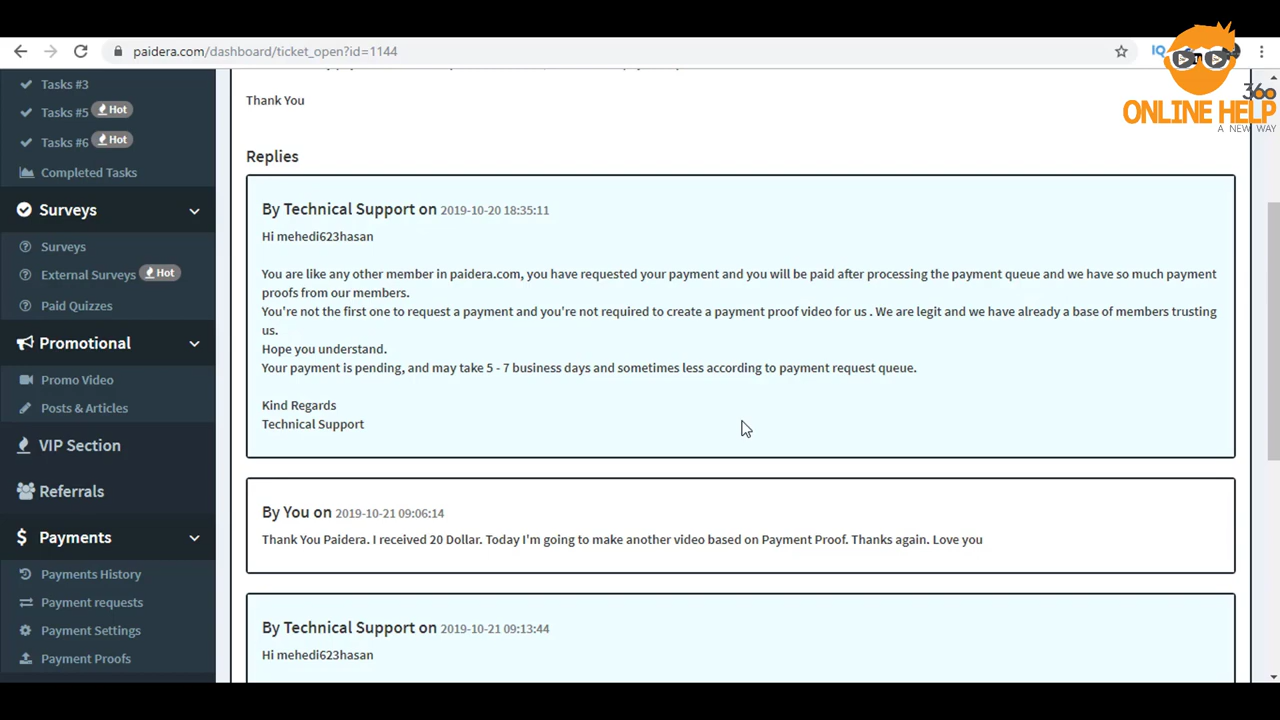 paidera.com/dashboard/ticket_open?id=1144
IQ
360
ONLINE HELP
A NEW WAY
Tasks #3
Tasks #5 Hot
Tasks #6 Hot
Completed Tasks
Surveys
Surveys
External Surveys Hot
Paid Quizzes
Promotional
Promo Video
Posts & Articles
VIP Section
Referrals
Payments
Payments History
Payment requests
Payment Settings
Payment Proofs
Thank You
Replies
By Technical Support on 2019-10-20 18:35:11
Hi mehedi623hasan
You are like any other member in paidera.com, you have requested your payment and you will be paid after processing the payment queue and we have so much payment
proofs from our members.
You're not the first one to request a payment and you're not required to create a payment proof video for us . We are legit and we have already a base of members trusting
us.
Hope you understand.
Your payment is pending, and may take 5 - 7 business days and sometimes less according to payment request queue.
Kind Regards
Technical Support
By You on 2019-10-21 09:06:14
Thank You Paidera. I received 20 Dollar. Today I'm going to make another video based on Payment Proof. Thanks again. Love you
By Technical Support on 2019-10-21 09:13:44
Hi mehedi623hasan